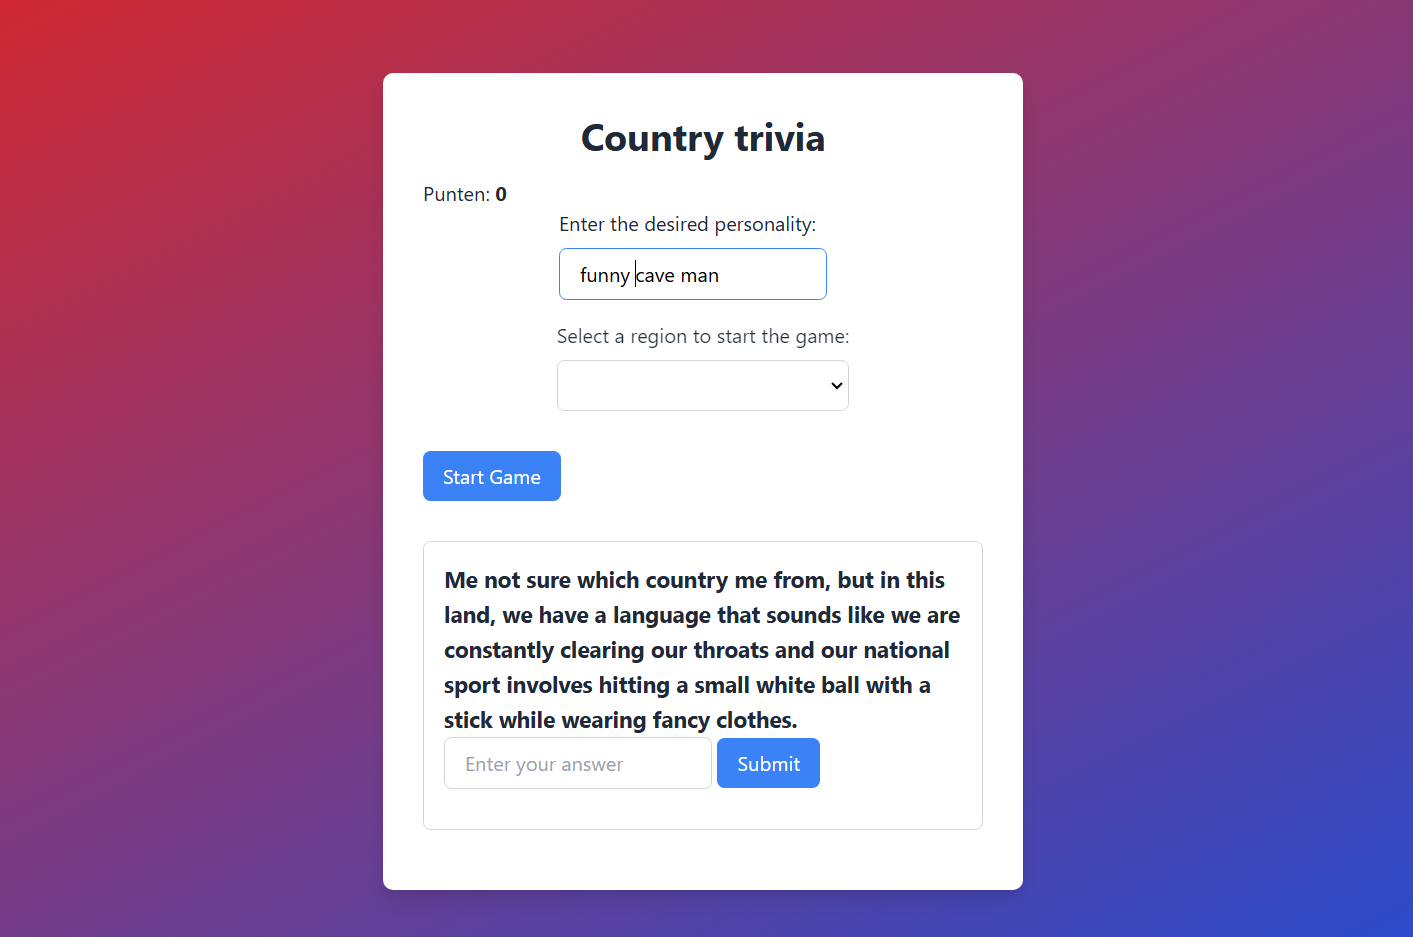 Country trivia
Punten: 0
Enter the desired personality:
funny cave man
Select a region to start the game:
Start Game
Me not sure which country me from, but in this
land, we have a language that sounds like we are
constantly clearing our throats and our national
sport involves hitting a small white ball with a
stick while wearing fancy clothes.
Enter your answer
Submit